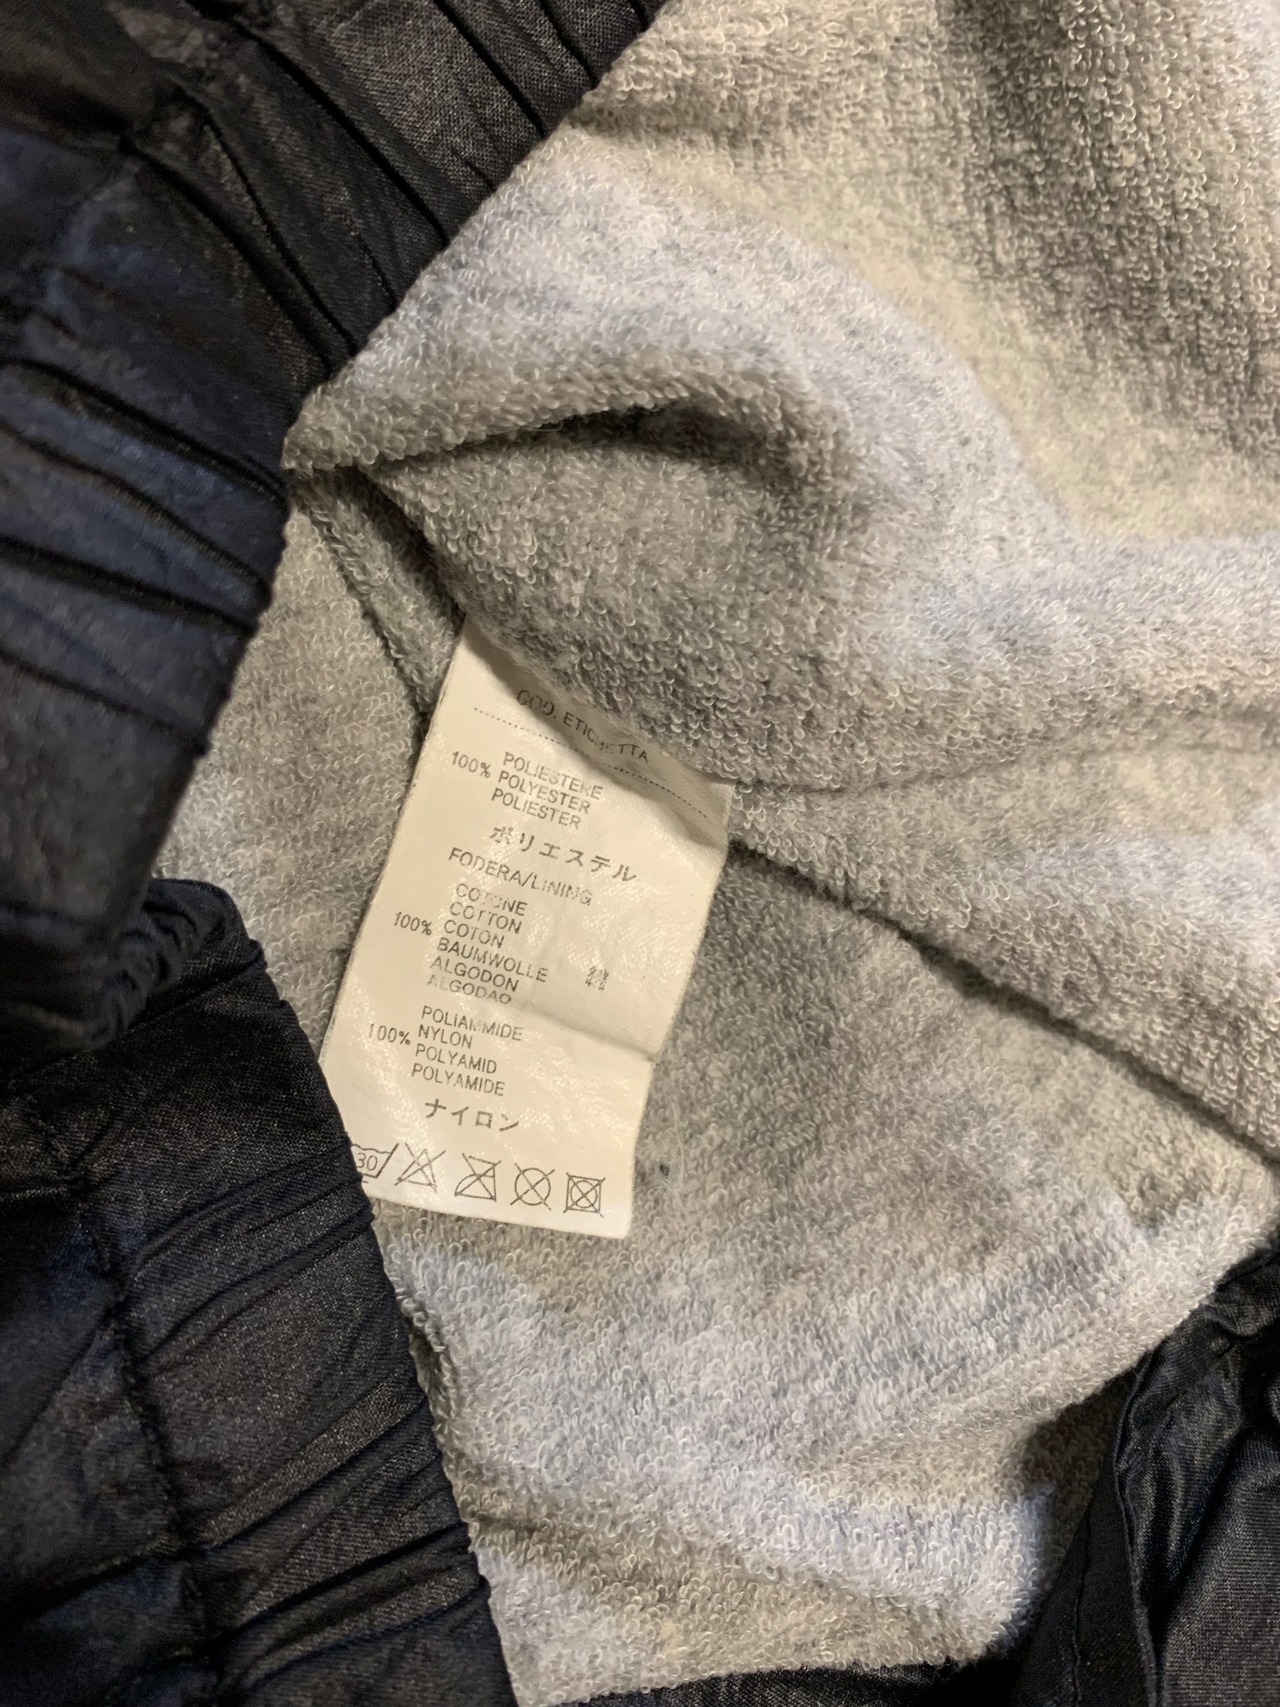 COD. ETICHETTA
POLIESTERE
100% POLYESTER
POLIESTER
ポリエステル
FODERA/LINING
COTONE
COTTON
100% COTON
BAUMWOLLE 綿
ALGODON
ALGODAO
POLIAMMIDE
100% NYLON
POLYAMID
POLYAMIDE
ナイロン
30